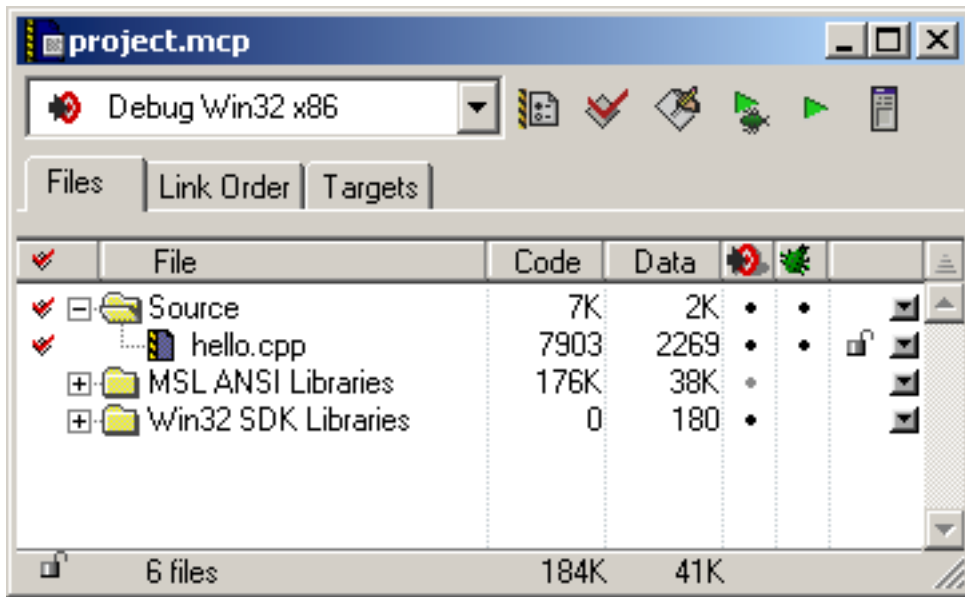 project.mcp
Debug Win32 x86
Files Link Order Targets
File Code Data
Source 7K 2K
hello.cpp 7903 2269
MSL ANSI Libraries 176K 38K
Win32 SDK Libraries 0 180
6 files 184K 41K